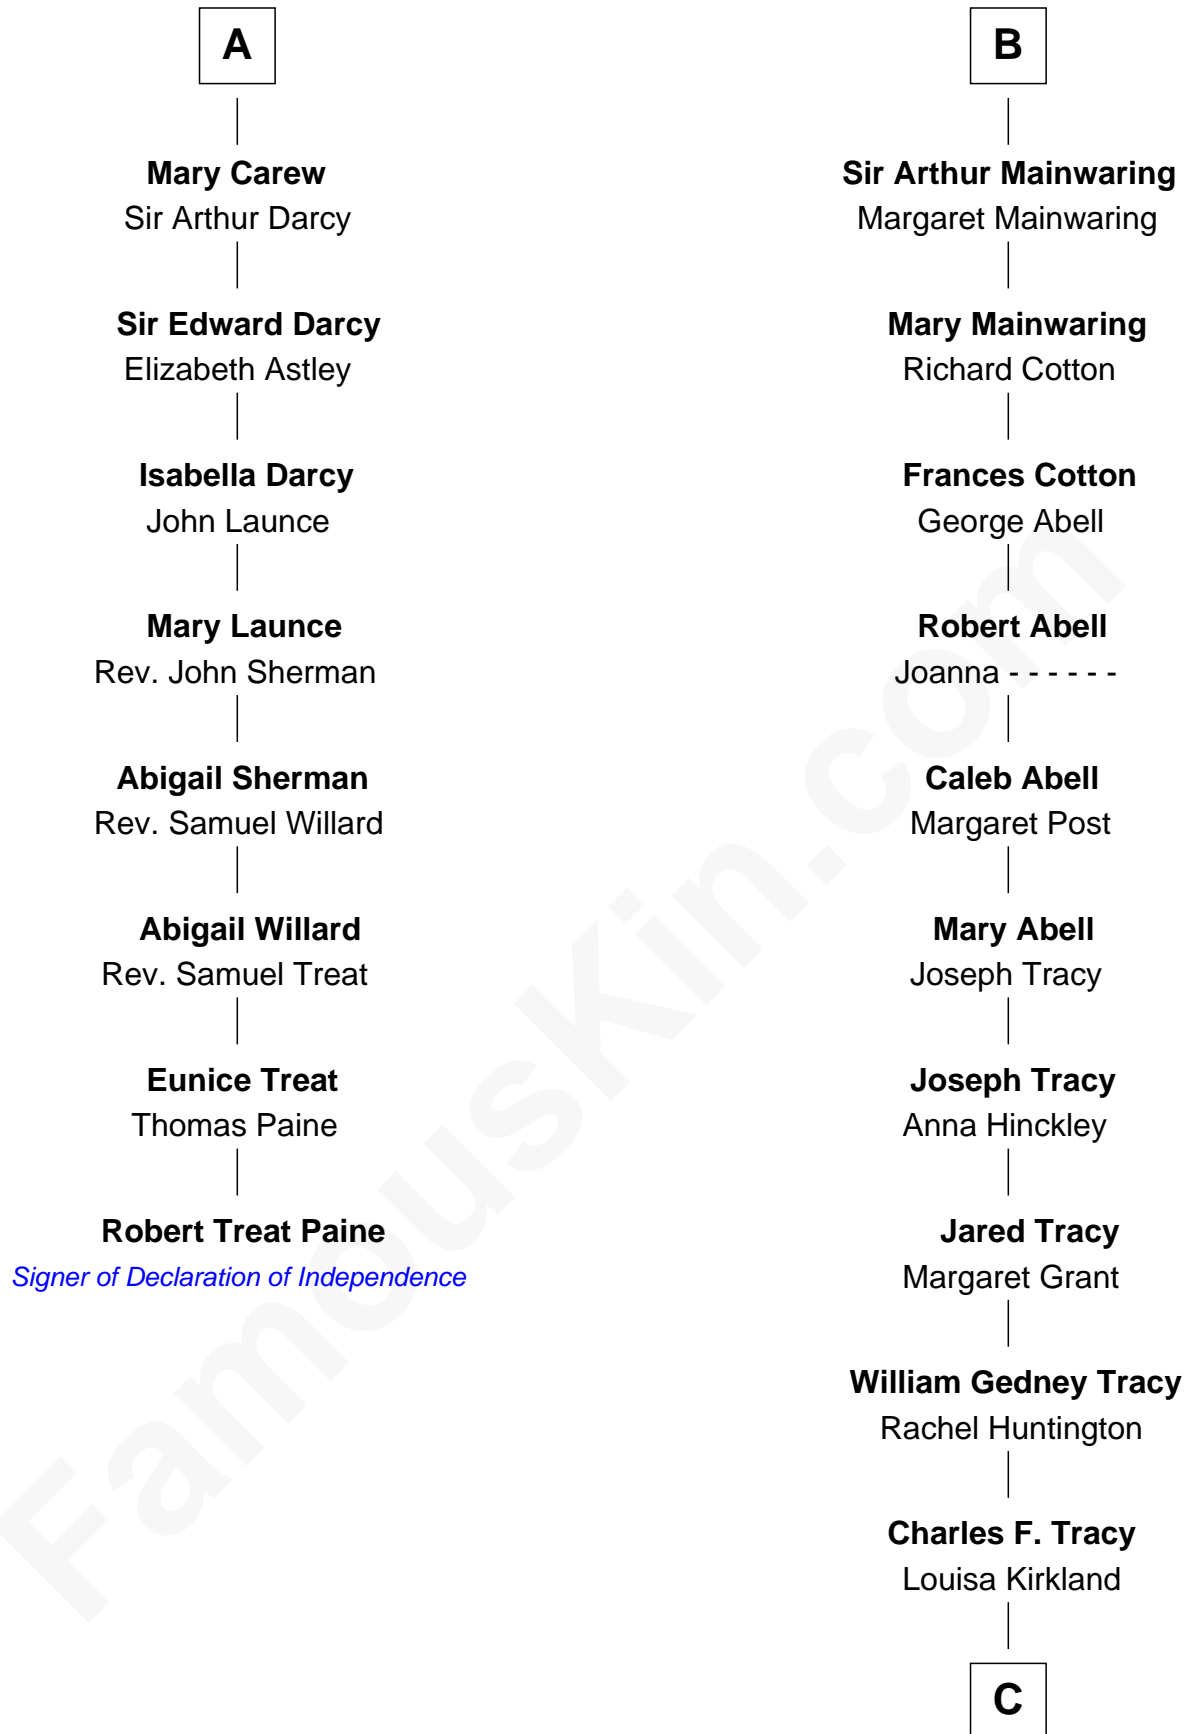 A
Mary Carew
Sir Arthur Darcy
Sir Edward Darcy
Elizabeth Astley
Isabella Darcy
John Launce
Mary Launce
Rev. John Sherman
Abigail Sherman
Rev. Samuel Willard
Abigail Willard
Rev. Samuel Treat
Eunice Treat
Thomas Paine
Robert Treat Paine
Signer of Declaration of Independence
B
Sir Arthur Mainwaring
Margaret Mainwaring
Mary Mainwaring
Richard Cotton
Frances Cotton
George Abell
Robert Abell
Joanna - - - - - -
Caleb Abell
Margaret Post
Mary Abell
Joseph Tracy
Joseph Tracy
Anna Hinckley
Jared Tracy
Margaret Grant
William Gedney Tracy
Rachel Huntington
Charles F. Tracy
Louisa Kirkland
C
FamousKin.com